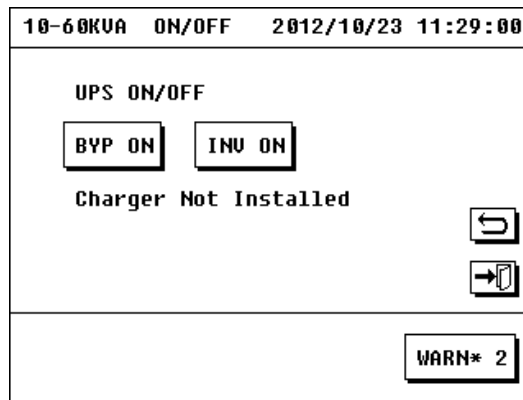 10-60KVA ON/OFF 2012/10/23 11:29:00
UPS ON/OFF
BYP ON INV ON
Charger Not Installed
WARN* 2